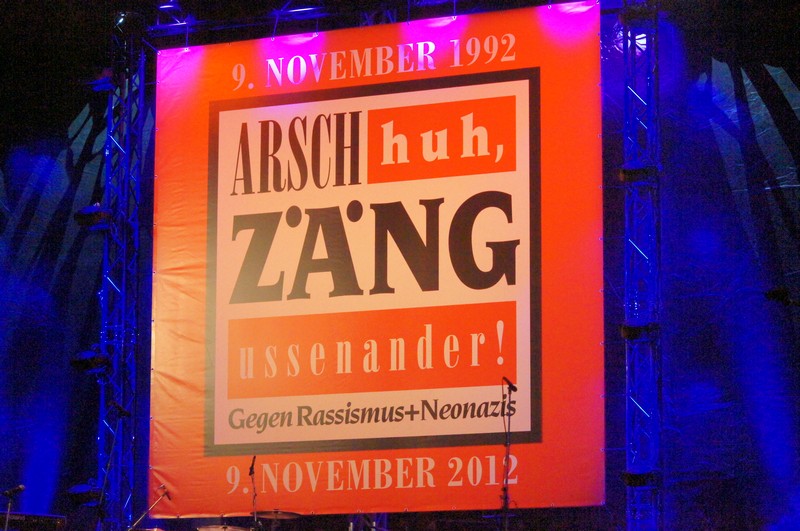 9. NOVEMBER 1992
ARSCH huh,
ZÄNG
ussenander!
Gegen Rassismus+Neonazis
9. NOVEMBER 2012